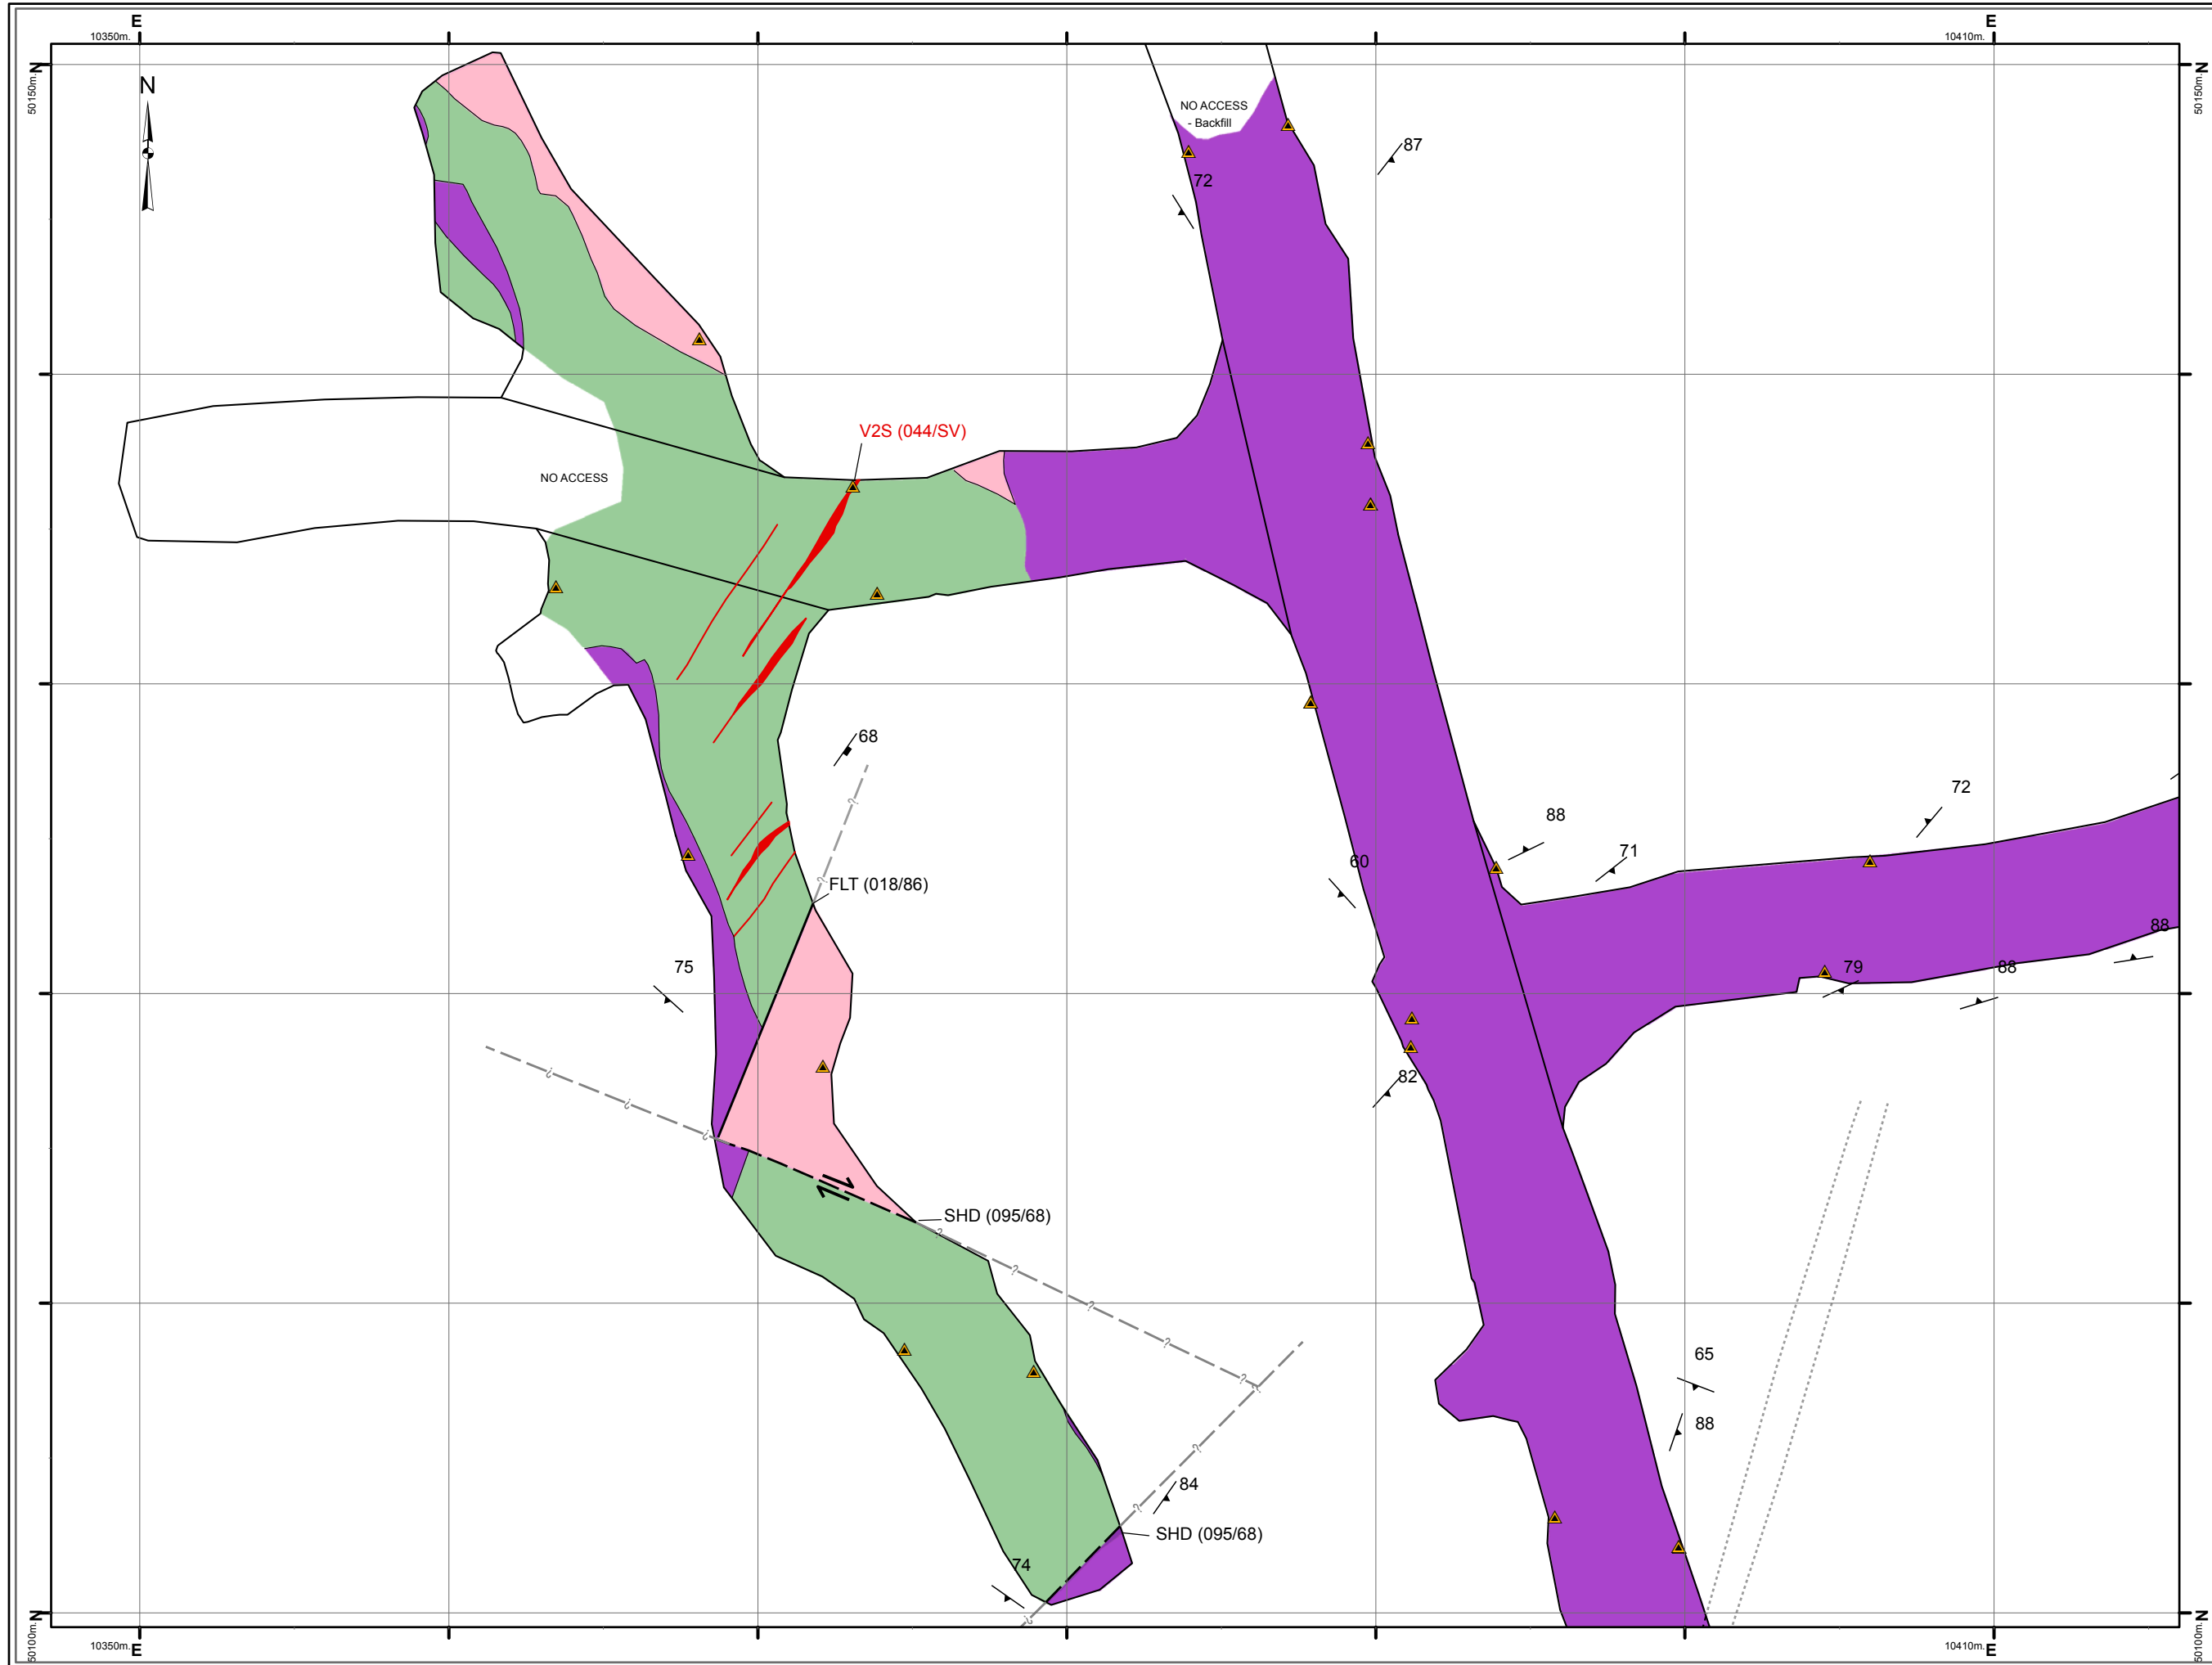 E
E
10350m.
10410m.
N
50150m.
N
50150m.
N
NO ACCESS
- Backfill
87
72
V2S (044/SV)
NO ACCESS
68
72
88
71
60
FLT (018/86)
88
75
79
88
82
SHD (095/68)
65
88
84
SHD (095/68)
74
N
50100m.
N
50100m.
10350m.
E
10410m.
E